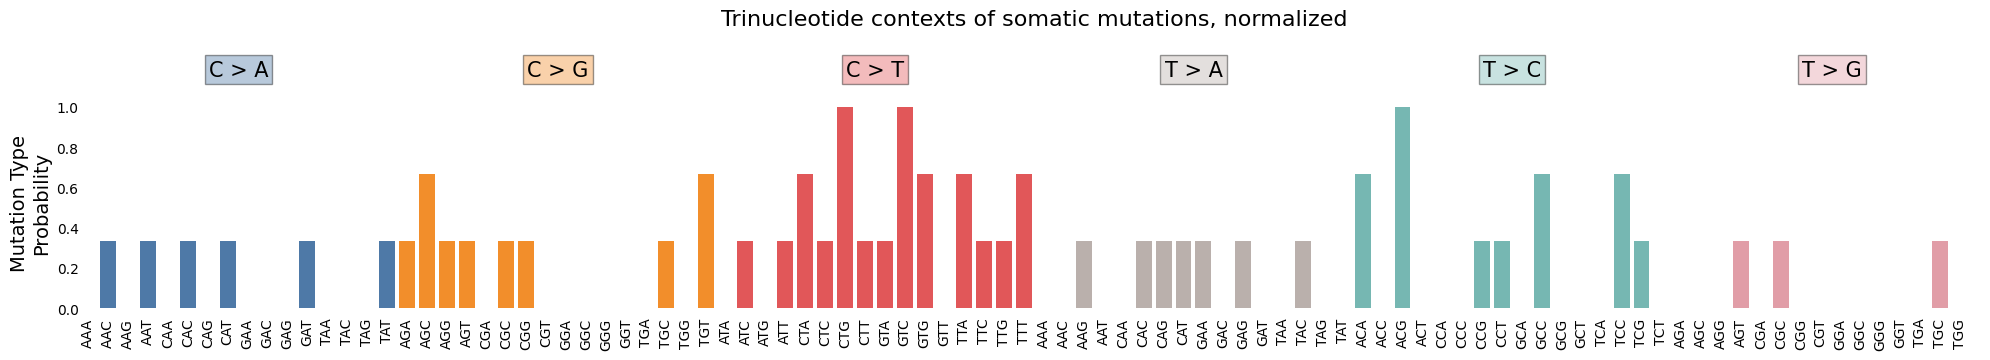 Trinucleotide contexts of somatic mutations, normalized
C > A
C > G
C > T
T > A
T > C
T > G
Mutation Type
Probability
1.0
0.8
0.6
0.4
0.2
0.0
AAA
AAC
AAG
AAT
CAA
CAC
CAG
CAT
GAA
GAC
GAG
GAT
TAA
TAC
TAG
TAT
AGA
AGC
AGG
AGT
CGA
CGC
CGG
CGT
GGA
GGC
GGG
GGT
TGA
TGC
TGG
TGT
ATA
ATC
ATG
ATT
CTA
CTC
CTG
CTT
GTA
GTC
GTG
GTT
TTA
TTC
TTG
TTT
AAA
AAC
AAG
AAT
CAA
CAC
CAG
CAT
GAA
GAC
GAG
GAT
TAA
TAC
TAG
TAT
ACA
ACC
ACG
ACT
CCA
CCC
CCG
CCT
GCA
GCC
GCG
GCT
TCA
TCC
TCG
TCT
AGA
AGC
AGG
AGT
CGA
CGC
CGG
CGT
GGA
GGC
GGG
GGT
TGA
TGC
TGG